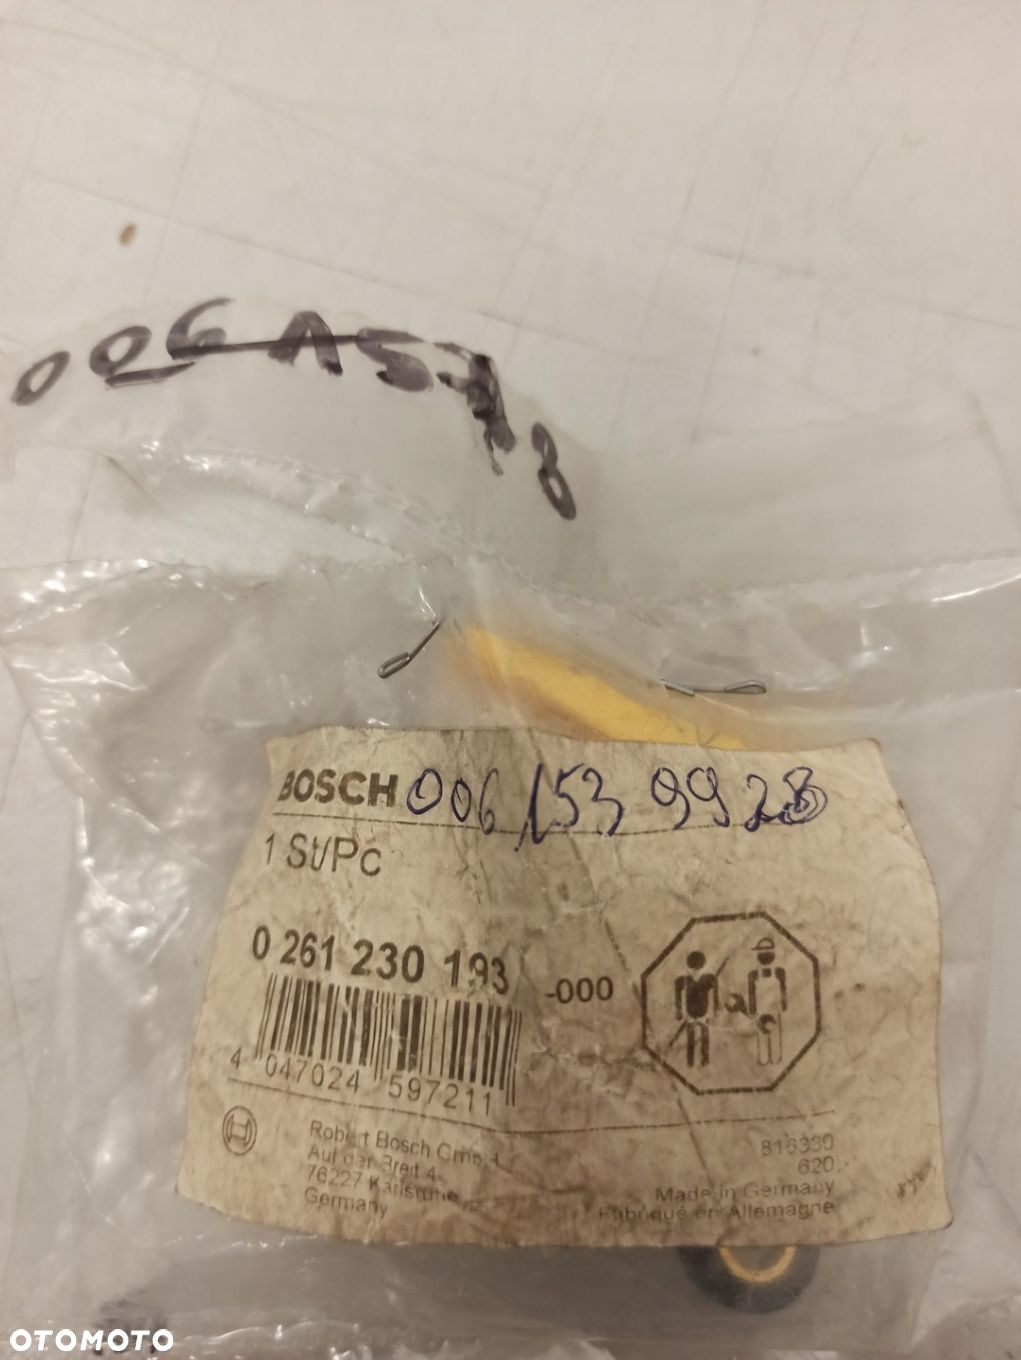 006 153
8
BOSCH 006 153 99 28
1 St/Pc
0 261 230 193 -000
4 047024 597211
Robert Bosch GmbH
Auf der Breit 4
76227 Karlsruhe
Germany
816330
620
Made in Germany
Fabriqué en Allemagne
OTOMOTO